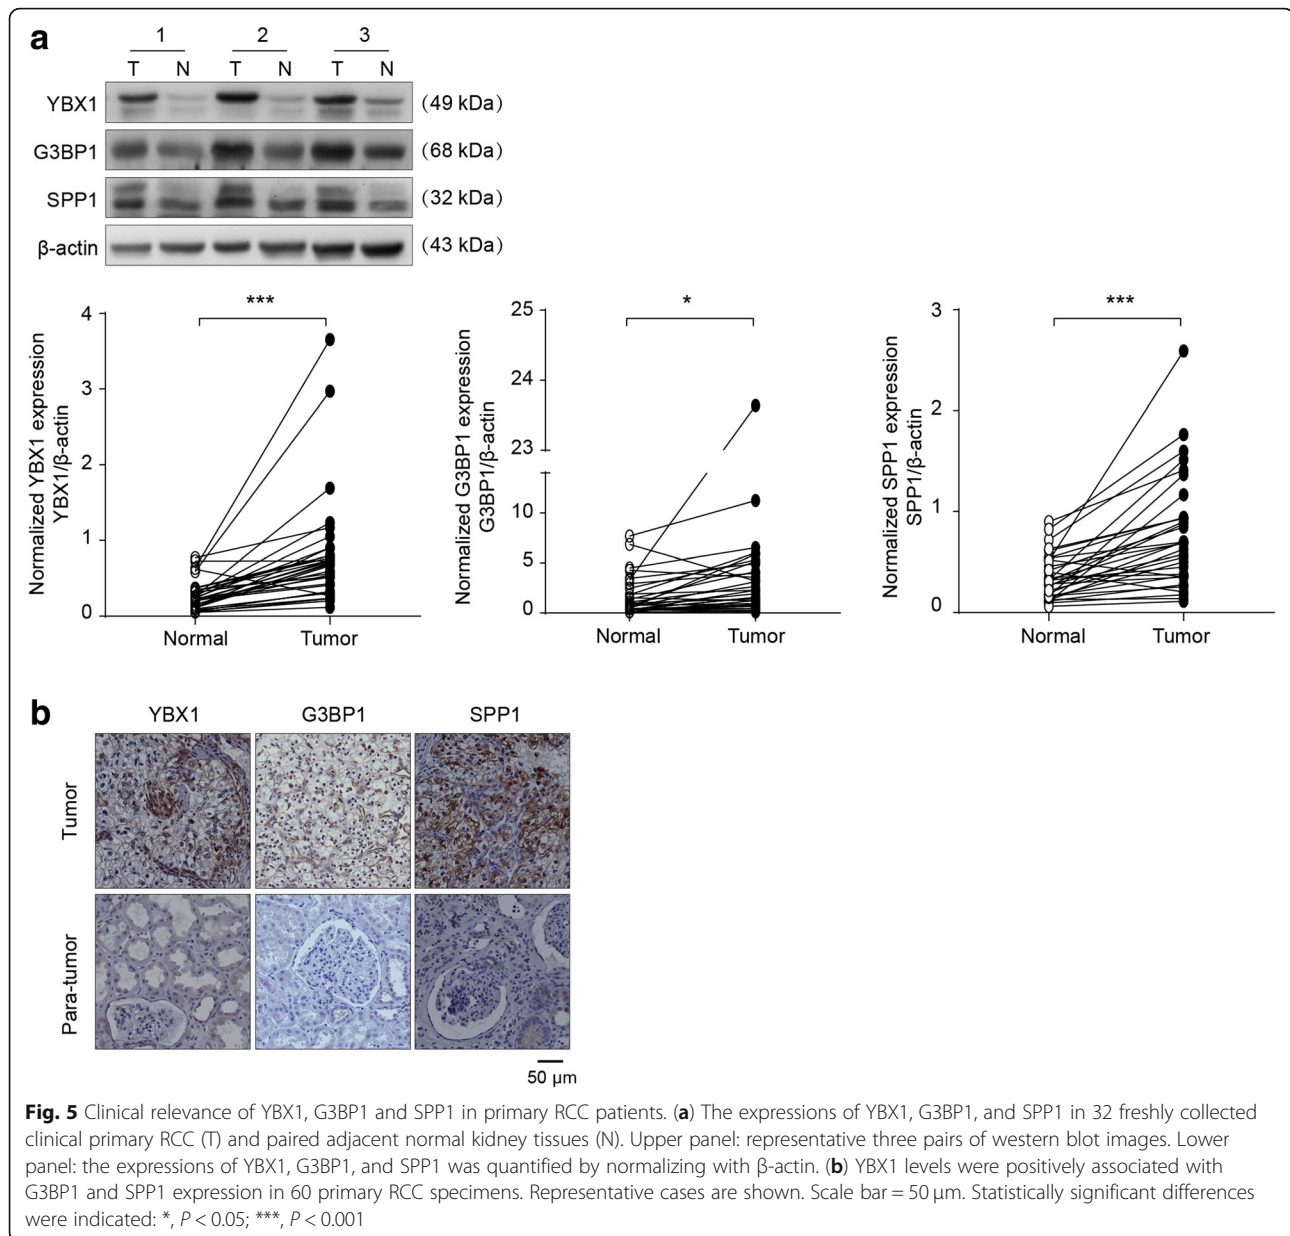 a
1 2 3
T N T N T N
YBX1 (49 kDa)
G3BP1 (68 kDa)
SPP1 (32 kDa)
β-actin (43 kDa)
Normalized YBX1 expression
YBX1/β-actin
4
3
2
1
0
***
Normal Tumor
Normalized G3BP1 expression
G3BP1/β-actin
25
24
23
10
5
0
*
Normal Tumor
Normalized SPP1 expression
SPP1/β-actin
3
2
1
0
***
Normal Tumor
b
YBX1 G3BP1 SPP1
Tumor
Para-tumor
50 μm
Fig. 5 Clinical relevance of YBX1, G3BP1 and SPP1 in primary RCC patients. (a) The expressions of YBX1, G3BP1, and SPP1 in 32 freshly collected
clinical primary RCC (T) and paired adjacent normal kidney tissues (N). Upper panel: representative three pairs of western blot images. Lower
panel: the expressions of YBX1, G3BP1, and SPP1 was quantified by normalizing with β-actin. (b) YBX1 levels were positively associated with
G3BP1 and SPP1 expression in 60 primary RCC specimens. Representative cases are shown. Scale bar = 50 μm. Statistically significant differences
were indicated: *, P < 0.05; ***, P < 0.001